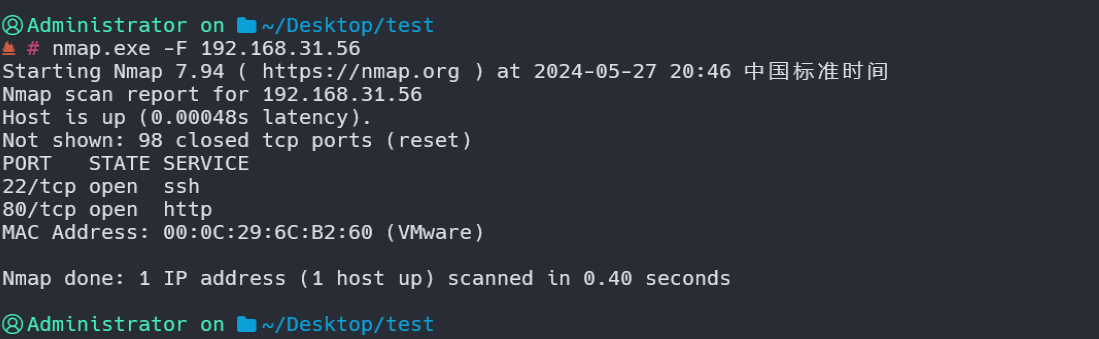 Administrator on ~/Desktop/test
# nmap.exe -F 192.168.31.56
Starting Nmap 7.94 ( https://nmap.org ) at 2024-05-27 20:46 中国标准时间
Nmap scan report for 192.168.31.56
Host is up (0.00048s latency).
Not shown: 98 closed tcp ports (reset)
PORT   STATE SERVICE
22/tcp open  ssh
80/tcp open  http
MAC Address: 00:0C:29:6C:B2:60 (VMware)
Nmap done: 1 IP address (1 host up) scanned in 0.40 seconds
Administrator on ~/Desktop/test